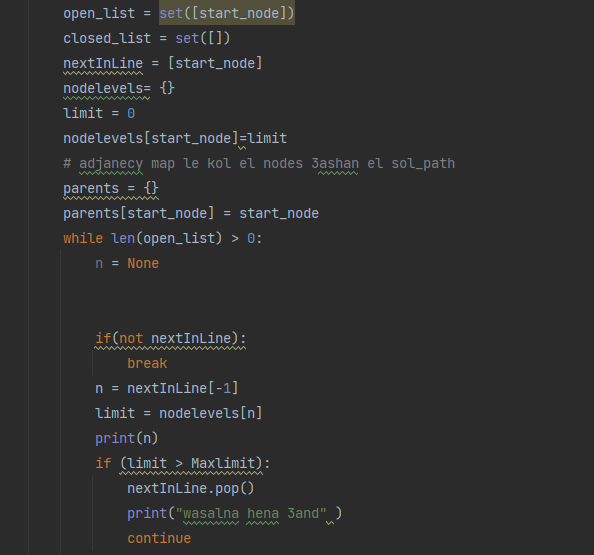 open_list = set([start_node])
closed_list = set([])
nextInLine = [start_node]
nodelevels= {}
limit = 0
nodelevels[start_node]=limit
# adjanecy map le kol el nodes 3ashan el sol_path
parents = {}
parents[start_node] = start_node
while len(open_list) > 0:
    n = None
    if(not nextInLine):
        break
    n = nextInLine[-1]
    limit = nodelevels[n]
    print(n)
    if (limit > Maxlimit):
        nextInLine.pop()
        print("wasalna hena 3and" )
        continue